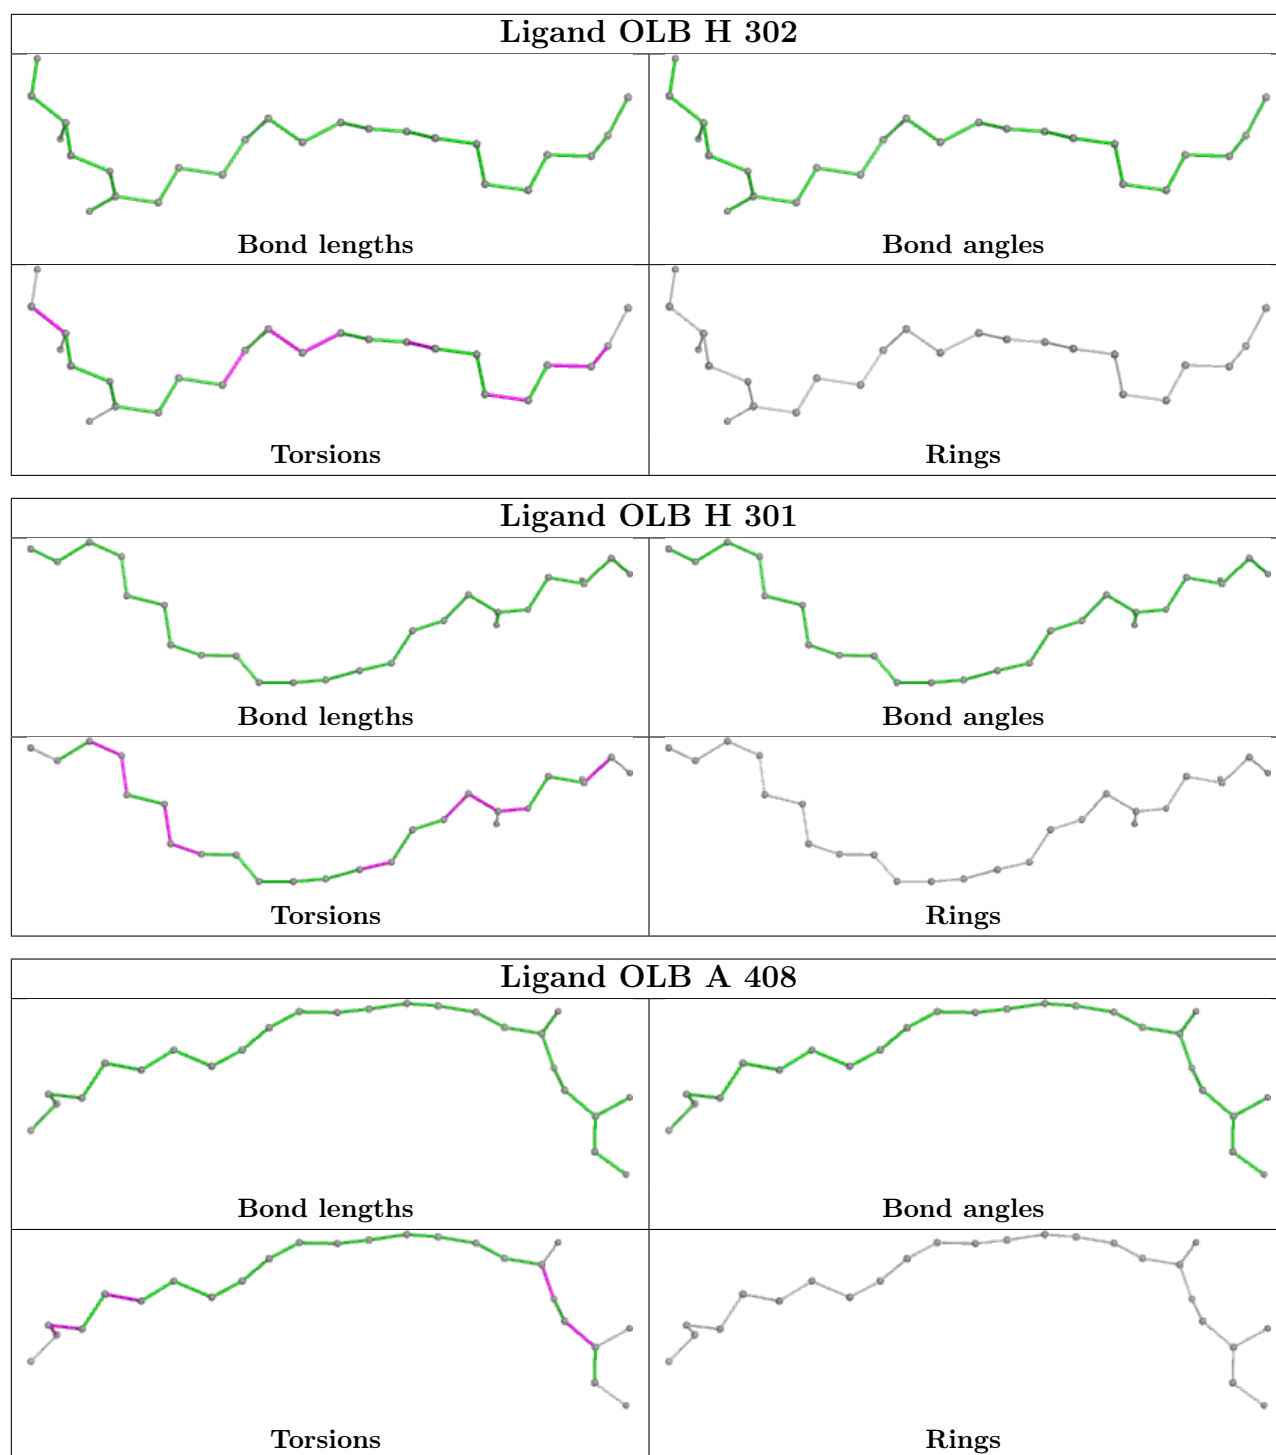 Ligand OLB H 302
Bond lengths
Bond angles
Torsions
Rings
Ligand OLB H 301
Bond lengths
Bond angles
Torsions
Rings
Ligand OLB A 408
Bond lengths
Bond angles
Torsions
Rings